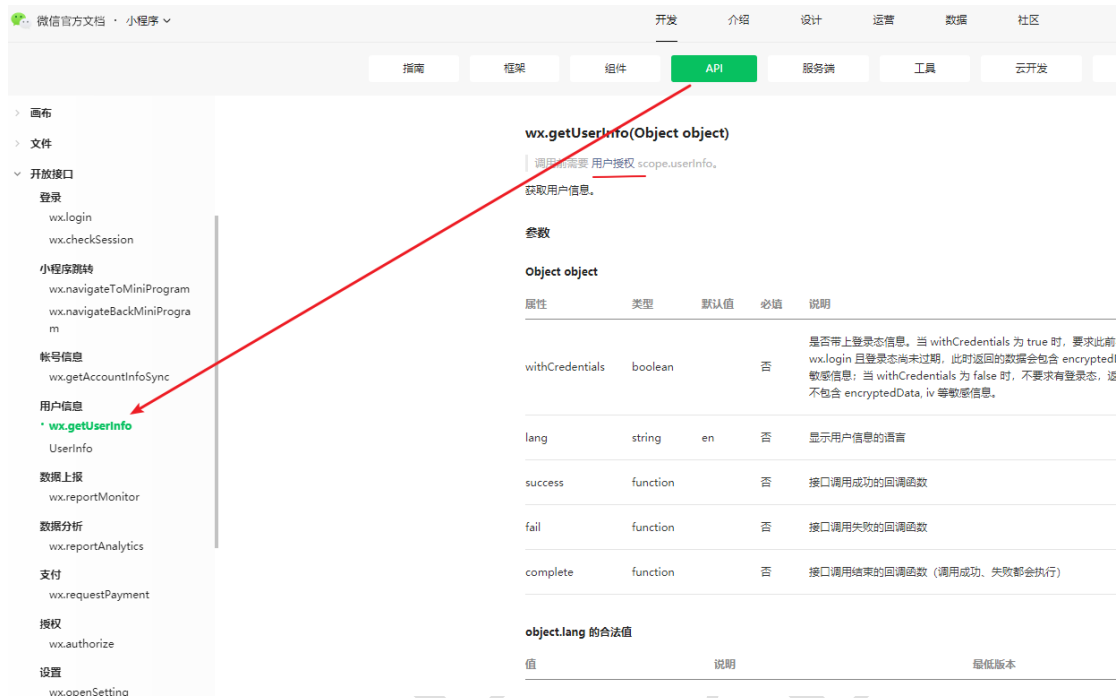 微信官方文档 · 小程序
开发 介绍 设计 运营 数据 社区
指南 框架 组件 API 服务端 工具 云开发
画布
文件
开放接口
登录
wx.login
wx.checkSession
小程序跳转
wx.navigateToMiniProgram
wx.navigateBackMiniProgra
m
帐号信息
wx.getAccountInfoSync
用户信息
wx.getUserInfo
UserInfo
数据上报
wx.reportMonitor
数据分析
wx.reportAnalytics
支付
wx.requestPayment
授权
wx.authorize
设置
wx.openSetting
wx.getUserInfo(Object object)
调用前需要 用户授权 scope.userInfo。
获取用户信息。
参数
Object object
属性 类型 默认值 必填 说明
withCredentials boolean 否 是否带上登录态信息。当 withCredentials 为 true 时，要求此前
wx.login 且登录态尚未过期，此时返回的数据会包含 encrypted
敏感信息；当 withCredentials 为 false 时，不要求有登录态，返
不包含 encryptedData, iv 等敏感信息。
lang string en 否 显示用户信息的语言
success function 否 接口调用成功的回调函数
fail function 否 接口调用失败的回调函数
complete function 否 接口调用结束的回调函数（调用成功、失败都会执行）
object.lang 的合法值
值 说明 最低版本